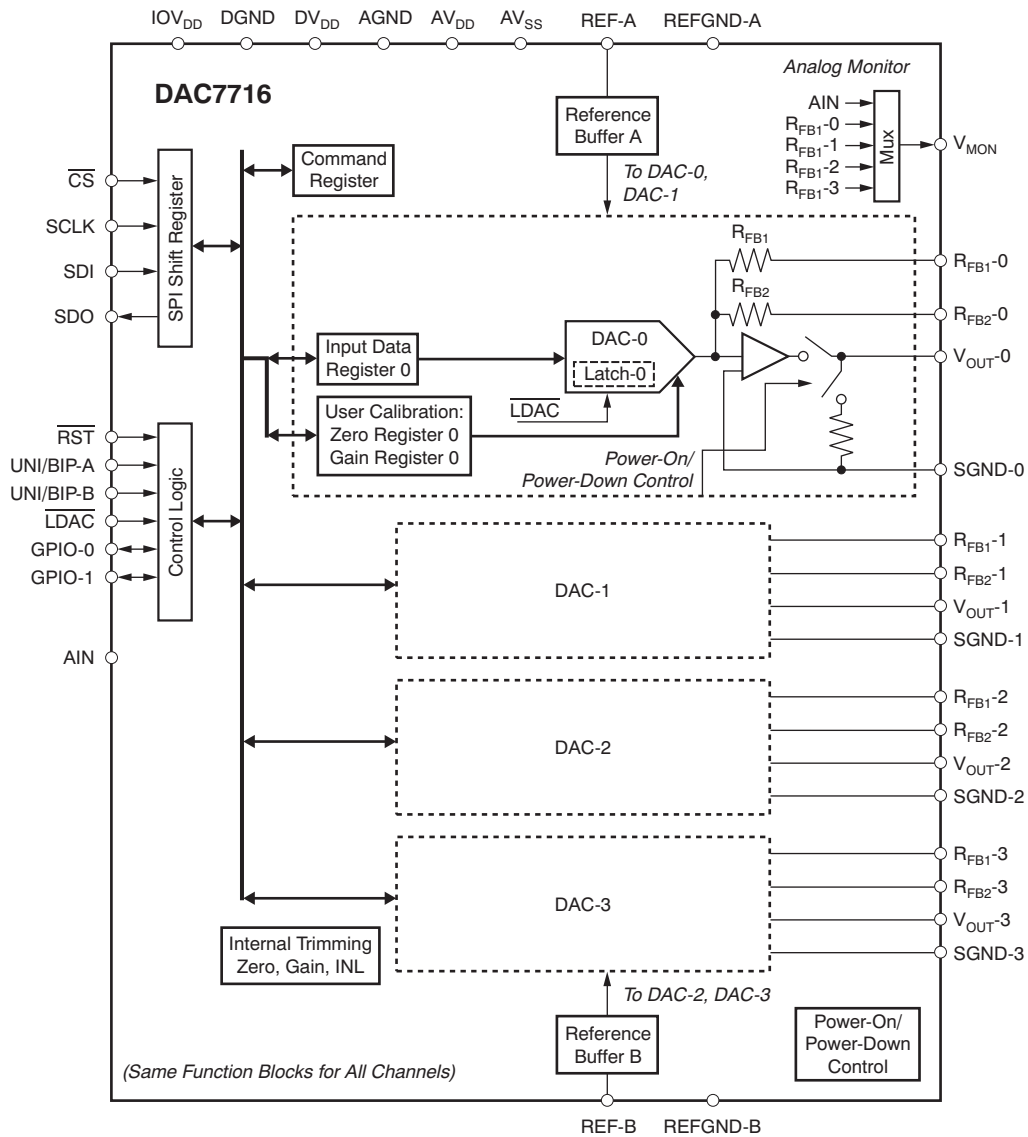 IOVDD DGND DVDD AGND AVDD AVSS REF-A REFGND-A
DAC7716
Analog Monitor
AIN
RFB1-0
RFB1-1
RFB1-2
RFB1-3
Mux
VMON
Reference
Buffer A
To DAC-0,
DAC-1
Command
Register
CS
SCLK
SDI
SDO
SPI Shift Register
RFB1
RFB2
RFB1-0
RFB2-0
VOUT-0
SGND-0
Input Data
Register 0
DAC-0
Latch-0
LDAC
User Calibration:
Zero Register 0
Gain Register 0
Power-On/
Power-Down Control
RST
UNI/BIP-A
UNI/BIP-B
LDAC
GPIO-0
GPIO-1
Control Logic
AIN
DAC-1
RFB1-1
RFB2-1
VOUT-1
SGND-1
DAC-2
RFB1-2
RFB2-2
VOUT-2
SGND-2
DAC-3
RFB1-3
RFB2-3
VOUT-3
SGND-3
Internal Trimming
Zero, Gain, INL
To DAC-2, DAC-3
Reference
Buffer B
Power-On/
Power-Down
Control
(Same Function Blocks for All Channels)
REF-B REFGND-B